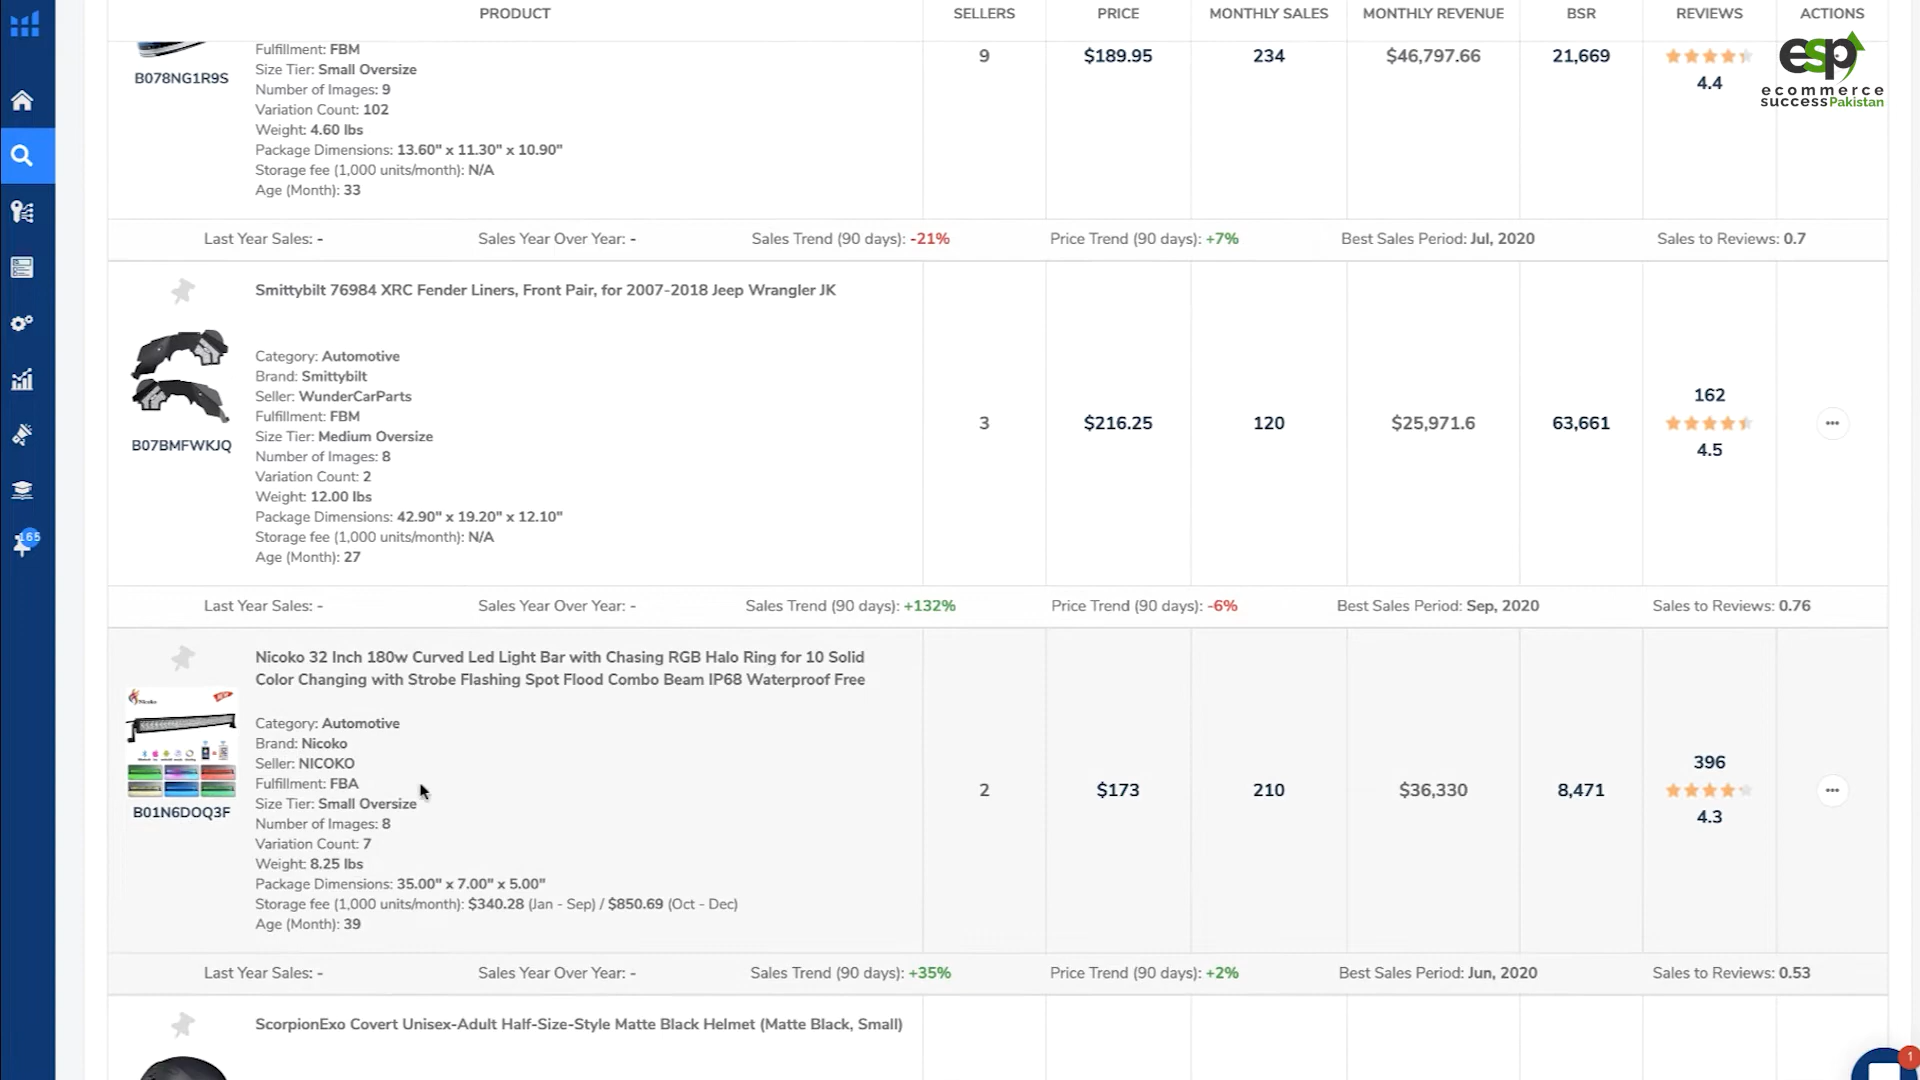 PRODUCT SELLERS PRICE MONTHLY SALES MONTHLY REVENUE BSR REVIEWS ACTIONS
esp
ecommerce
successPakistan
B078NG1R9S
Fulfillment: FBM
Size Tier: Small Oversize
Number of Images: 9
Variation Count: 102
Weight: 4.60 lbs
Package Dimensions: 13.60" x 11.30" x 10.90"
Storage fee (1,000 units/month): N/A
Age (Month): 33
9 $189.95 234 $46,797.66 21,669
4.4
Last Year Sales: - Sales Year Over Year: - Sales Trend (90 days): -21% Price Trend (90 days): +7% Best Sales Period: Jul, 2020 Sales to Reviews: 0.7
Smittybilt 76984 XRC Fender Liners, Front Pair, for 2007-2018 Jeep Wrangler JK
B07BMFWKJQ
Category: Automotive
Brand: Smittybilt
Seller: WunderCarParts
Fulfillment: FBM
Size Tier: Medium Oversize
Number of Images: 8
Variation Count: 2
Weight: 12.00 lbs
Package Dimensions: 42.90" x 19.20" x 12.10"
Storage fee (1,000 units/month): N/A
Age (Month): 27
3 $216.25 120 $25,971.6 63,661
162
4.5
...
165
Last Year Sales: - Sales Year Over Year: - Sales Trend (90 days): +132% Price Trend (90 days): -6% Best Sales Period: Sep, 2020 Sales to Reviews: 0.76
Nicoko 32 Inch 180w Curved Led Light Bar with Chasing RGB Halo Ring for 10 Solid
Color Changing with Strobe Flashing Spot Flood Combo Beam IP68 Waterproof Free
Nicoko
B01N6DOQ3F
Category: Automotive
Brand: Nicoko
Seller: NICOKO
Fulfillment: FBA
Size Tier: Small Oversize
Number of Images: 8
Variation Count: 7
Weight: 8.25 lbs
Package Dimensions: 35.00" x 7.00" x 5.00"
Storage fee (1,000 units/month): $340.28 (Jan - Sep) / $850.69 (Oct - Dec)
Age (Month): 39
2 $173 210 $36,330 8,471
396
4.3
...
Last Year Sales: - Sales Year Over Year: - Sales Trend (90 days): +35% Price Trend (90 days): +2% Best Sales Period: Jun, 2020 Sales to Reviews: 0.53
ScorpionExo Covert Unisex-Adult Half-Size-Style Matte Black Helmet (Matte Black, Small)
1